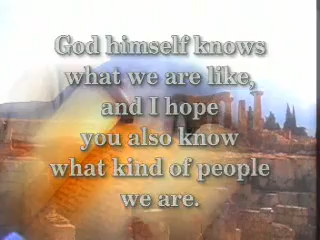 God himself knows
what we are like,
and I hope
you also know
what kind of people
we are.